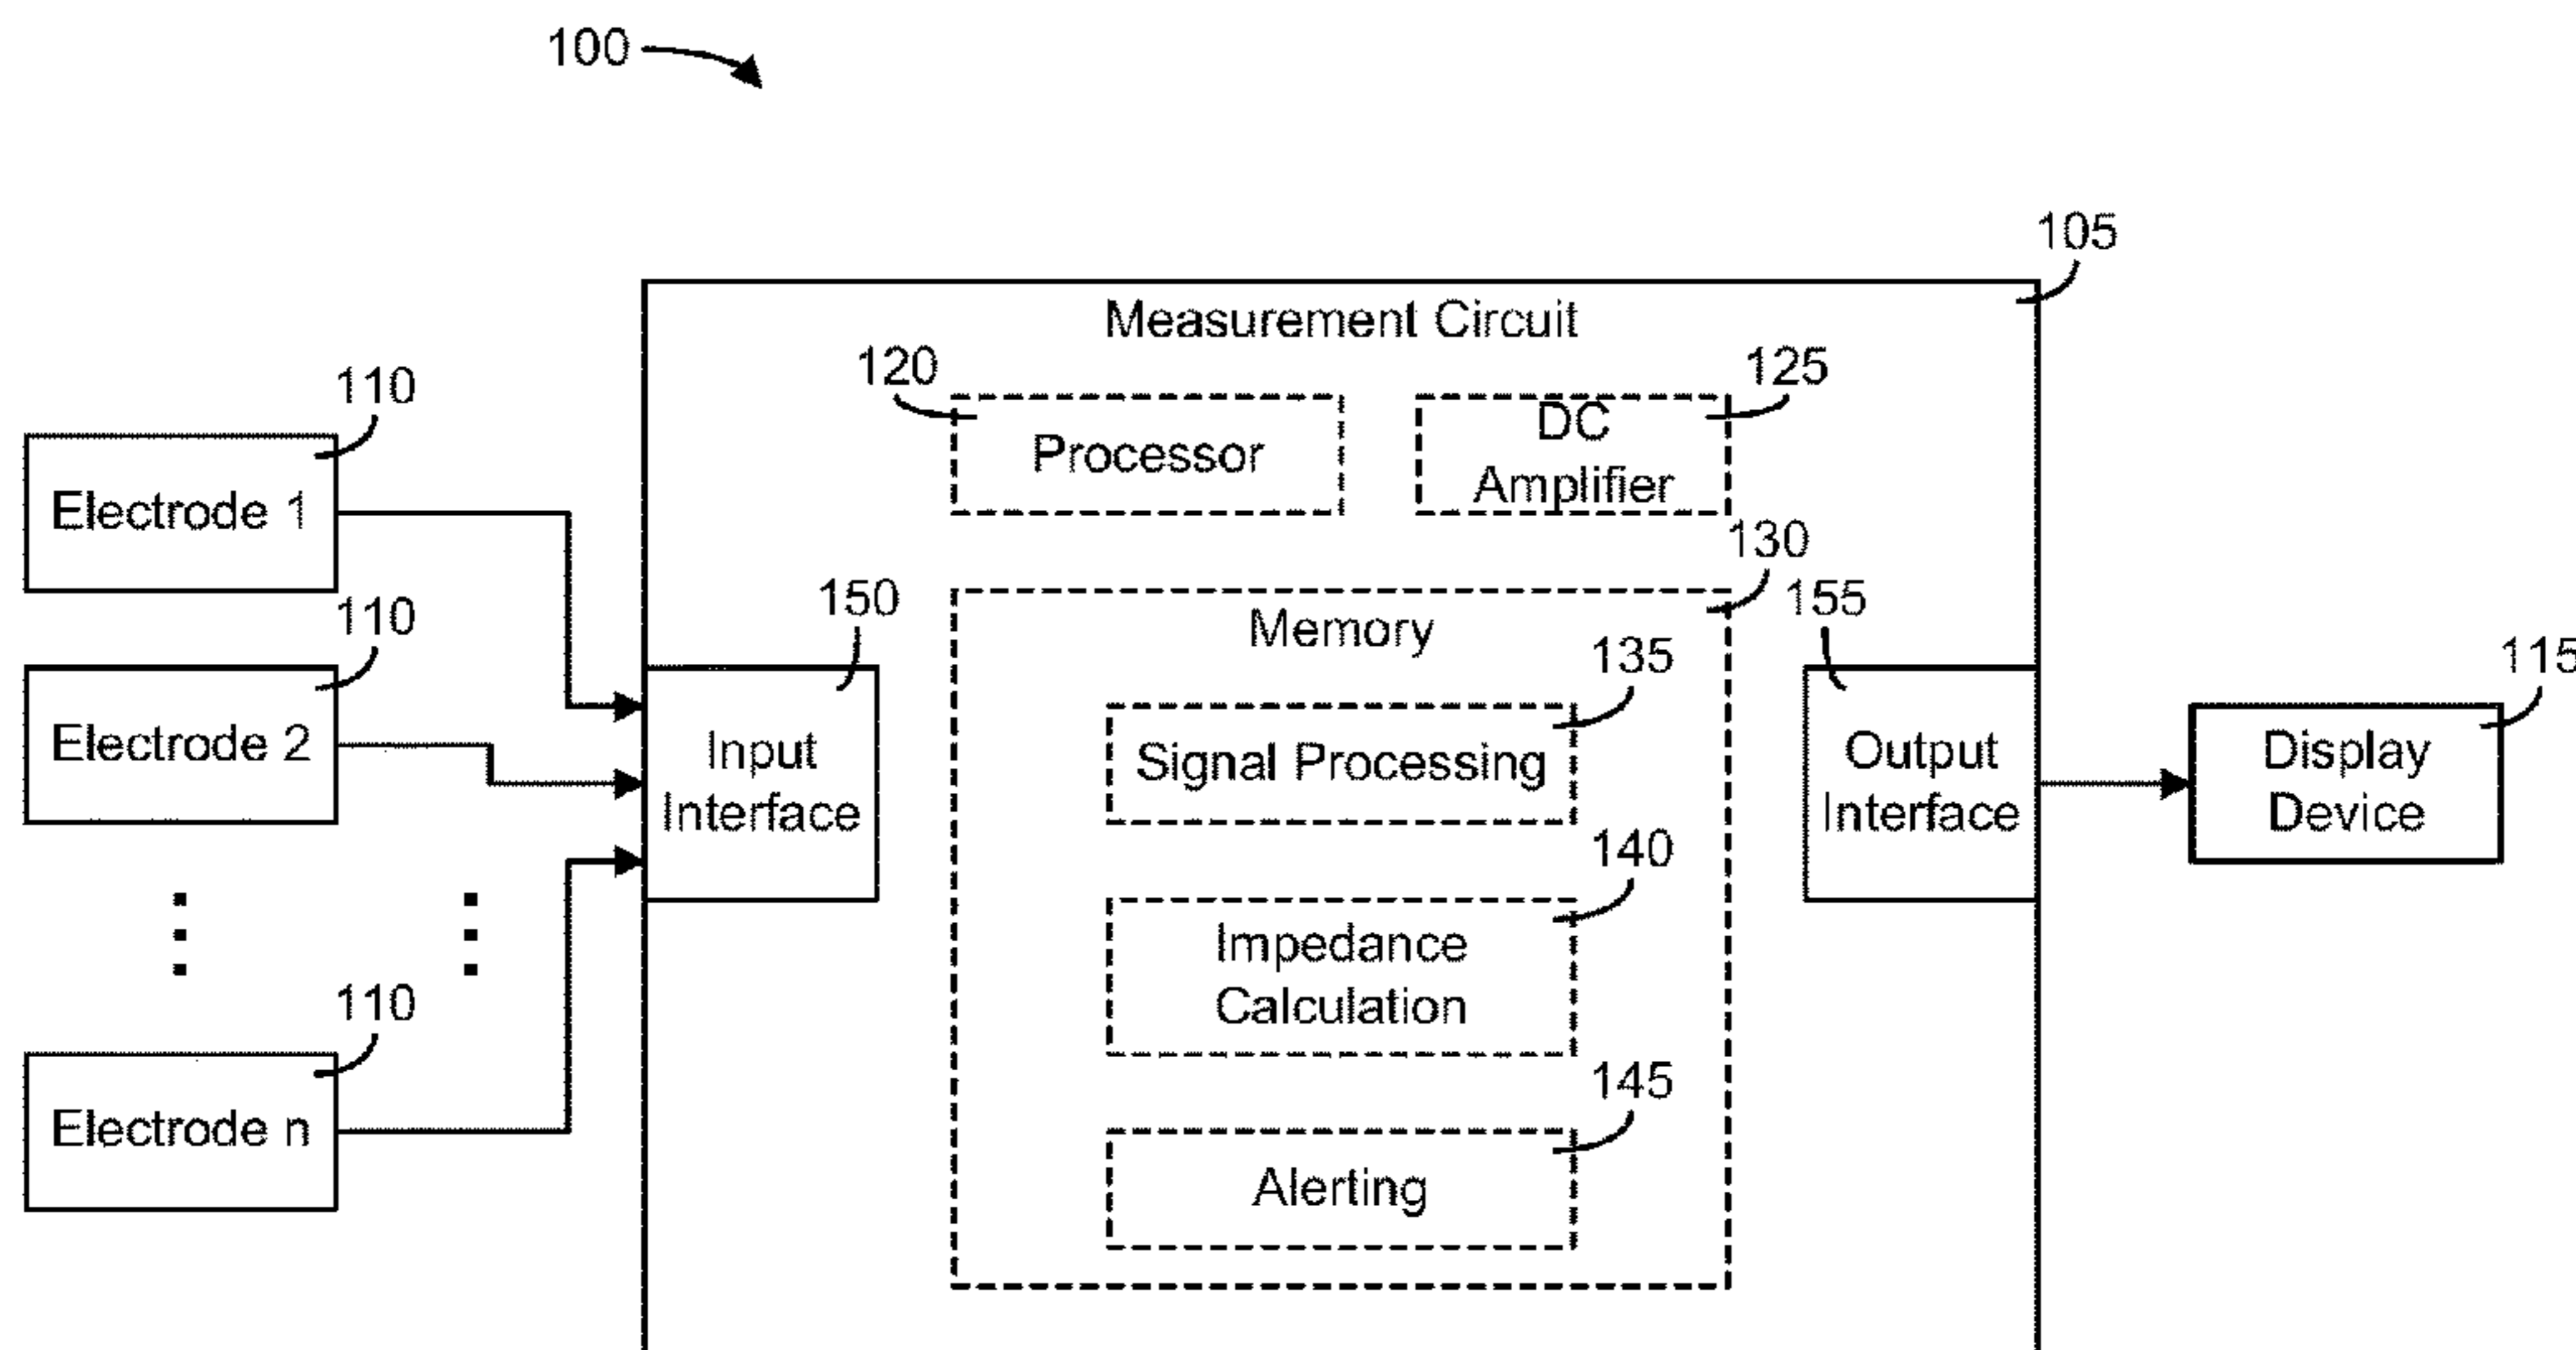 100
105
Measurement Circuit
120
125
110
Processor
DC
Amplifier
Electrode 1
130
110
150
155
Memory
135
115
Electrode 2
Input
Interface
Signal Processing
Output
Interface
Display
Device
140
Impedance
Calculation
110
145
Electrode n
Alerting